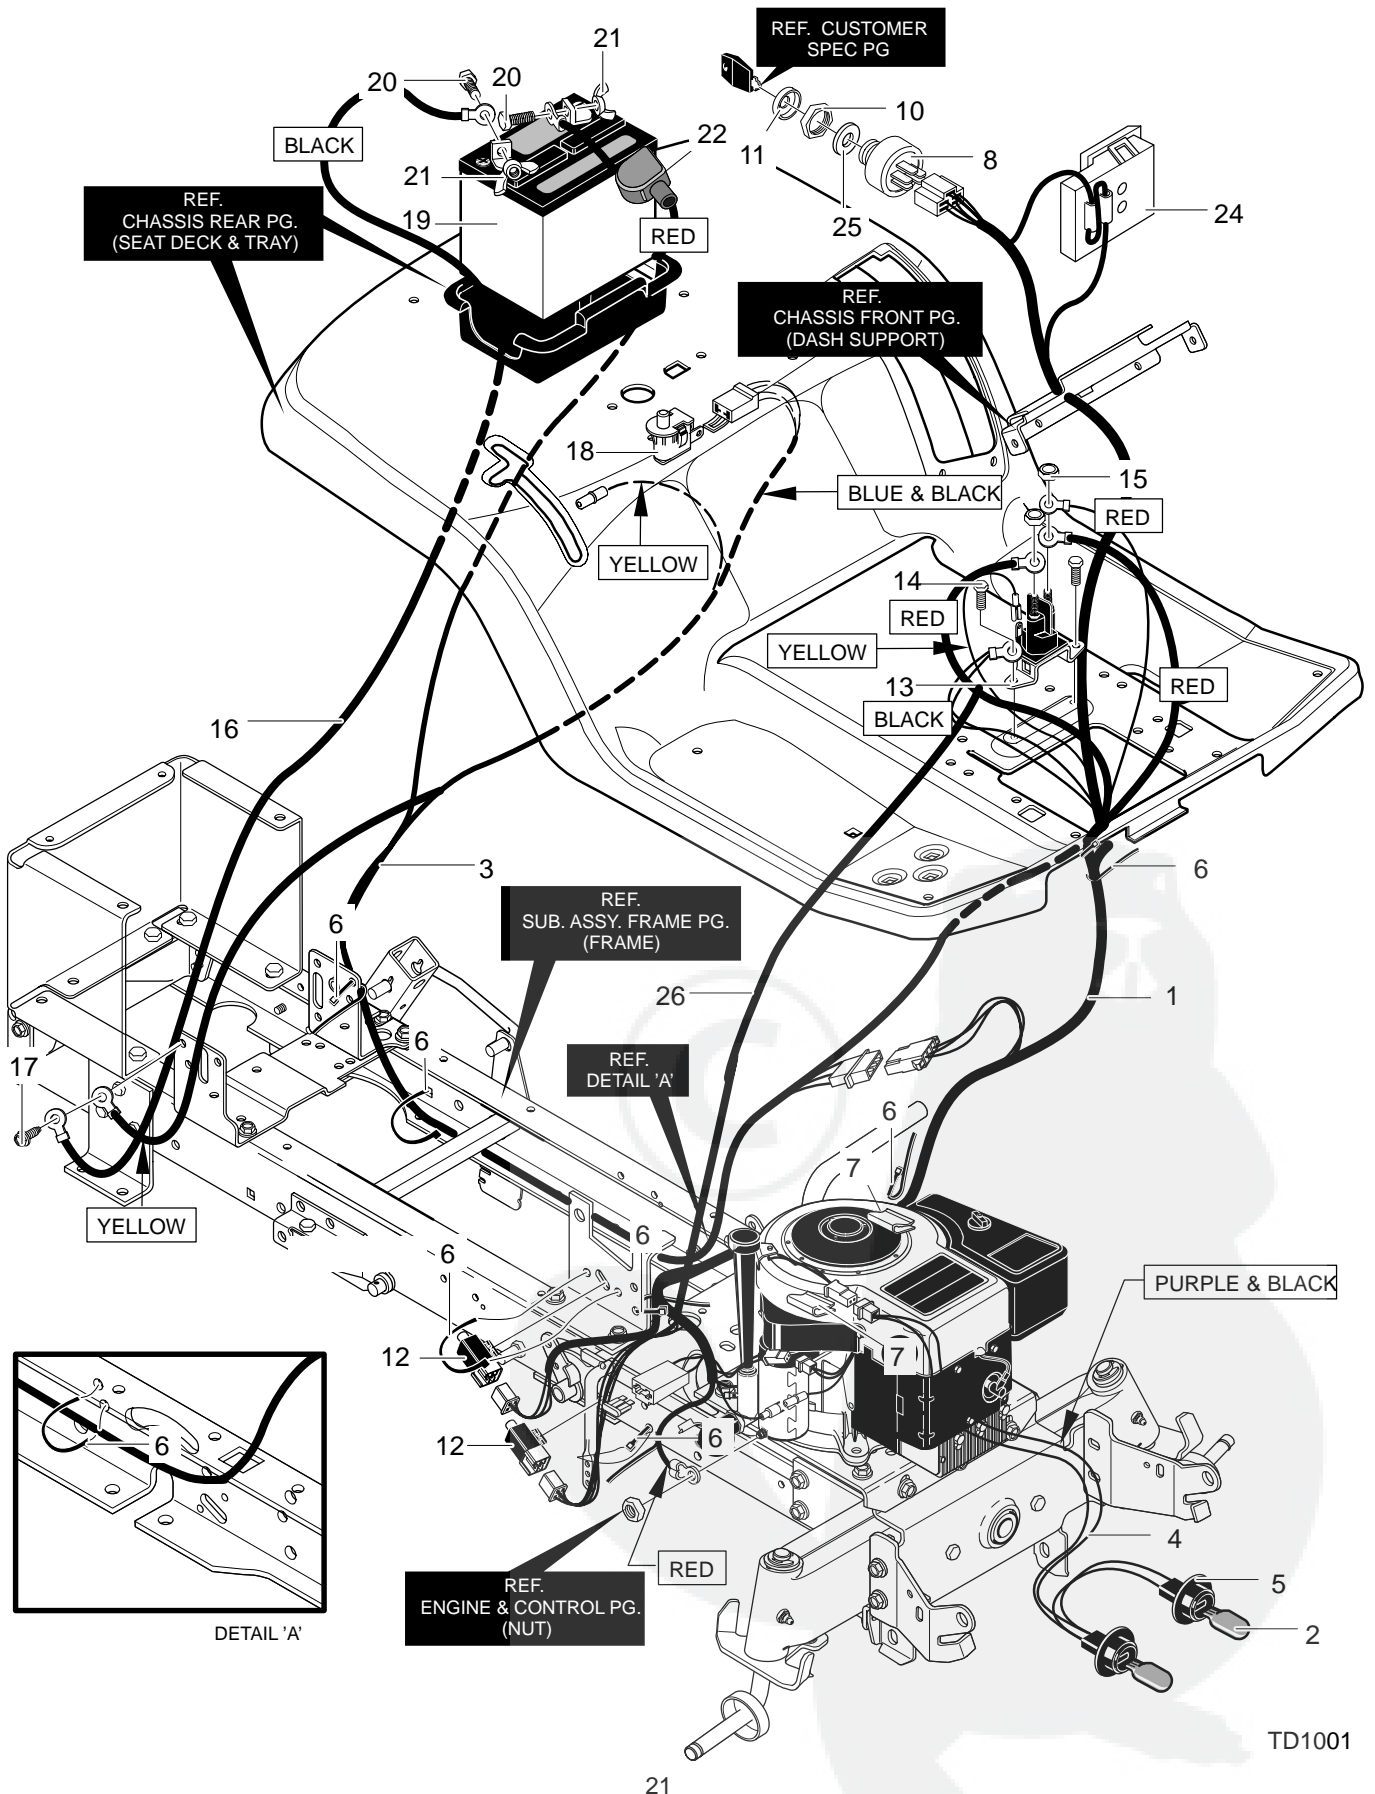 21
REF. CUSTOMER
SPEC PG
20
20
10
BLACK
22
11
8
21
REF.
CHASSIS REAR PG.
(SEAT DECK & TRAY)
19
24
25
RED
REF.
CHASSIS FRONT PG.
(DASH SUPPORT)
18
15
BLUE & BLACK
RED
YELLOW
14
RED
YELLOW
13
RED
BLACK
16
3
6
REF.
SUB. ASSY. FRAME PG.
(FRAME)
6
26
1
6
17
REF.
DETAIL 'A'
6
7
YELLOW
6
6
PURPLE & BLACK
12
7
6
12
6
4
RED
5
REF.
ENGINE & CONTROL PG.
(NUT)
2
DETAIL 'A'
TD1001
21
C